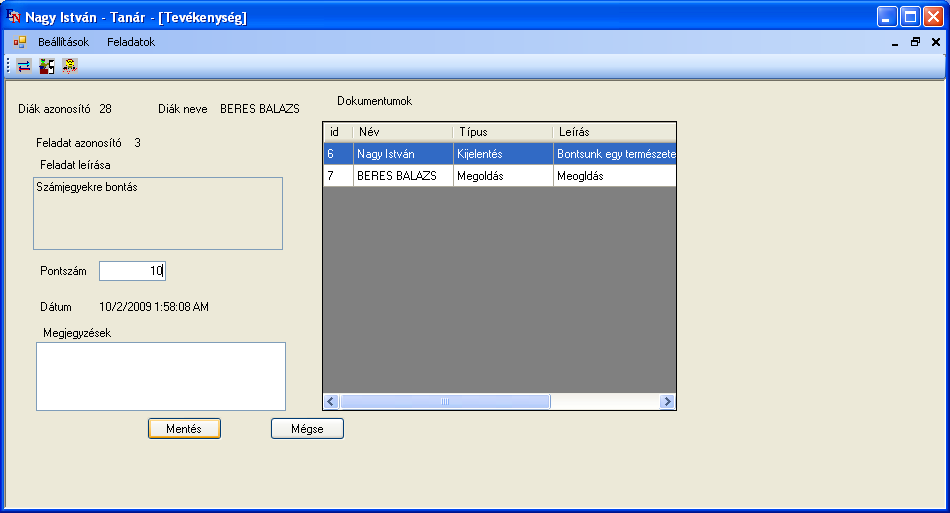 Nagy István - Tanár - [Tevékenység]
Beállítások Feladatok
Diák azonosító 28 Diák neve BERES BALAZS
Feladat azonosító 3
Feladat leírása
Számjegyekre bontás
Pontszám 10
Dátum 10/2/2009 1:58:08 AM
Megjegyzések
Mentés Mégse
Dokumentumok
id Név Típus Leírás
6 Nagy István Kijelentés Bontsunk egy természete
7 BERES BALAZS Megoldás Meogldás